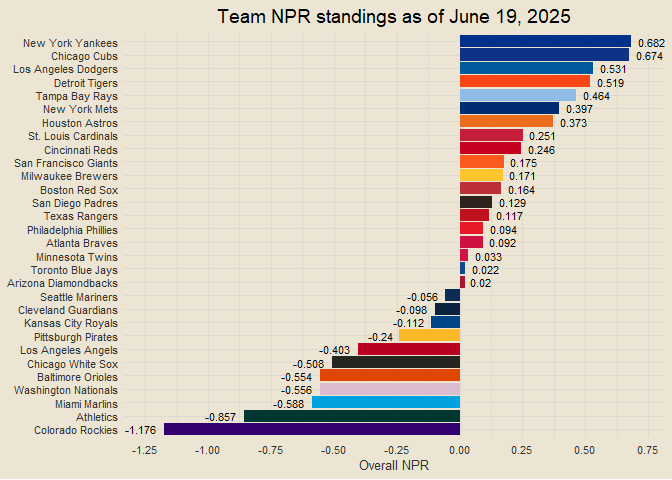 Team NPR standings as of June 19, 2025
New York Yankees 0.682
Chicago Cubs 0.674
Los Angeles Dodgers 0.531
Detroit Tigers 0.519
Tampa Bay Rays 0.464
New York Mets 0.397
Houston Astros 0.373
St. Louis Cardinals 0.251
Cincinnati Reds 0.246
San Francisco Giants 0.175
Milwaukee Brewers 0.171
Boston Red Sox 0.164
San Diego Padres 0.129
Texas Rangers 0.117
Philadelphia Phillies 0.094
Atlanta Braves 0.092
Minnesota Twins 0.033
Toronto Blue Jays 0.022
Arizona Diamondbacks 0.02
Seattle Mariners -0.056
Cleveland Guardians -0.098
Kansas City Royals -0.112
Pittsburgh Pirates -0.24
Los Angeles Angels -0.403
Chicago White Sox -0.508
Baltimore Orioles -0.554
Washington Nationals -0.556
Miami Marlins -0.588
Athletics -0.857
Colorado Rockies -1.176
-1.25 -1.00 -0.75 -0.50 -0.25 0.00 0.25 0.50 0.75
Overall NPR